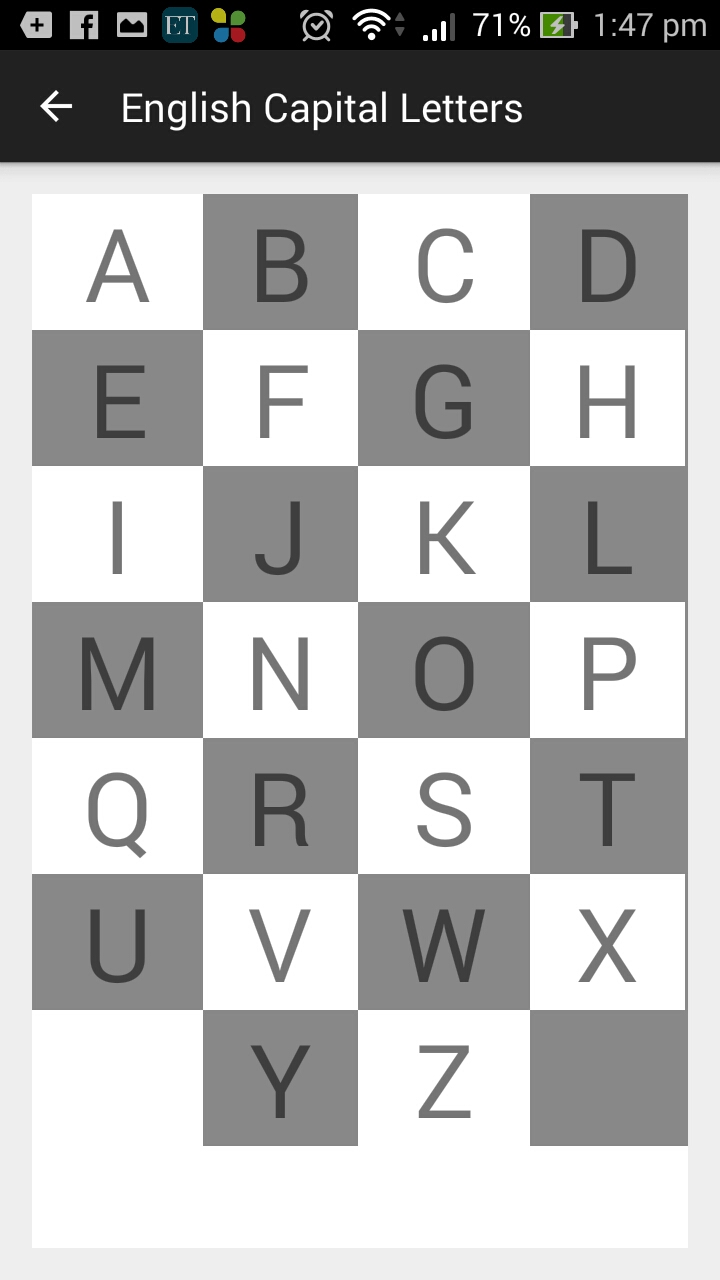 ET 71% 1:47 pm
English Capital Letters
A B C D
E F G H
I J K L
M N O P
Q R S T
U V W X
Y Z